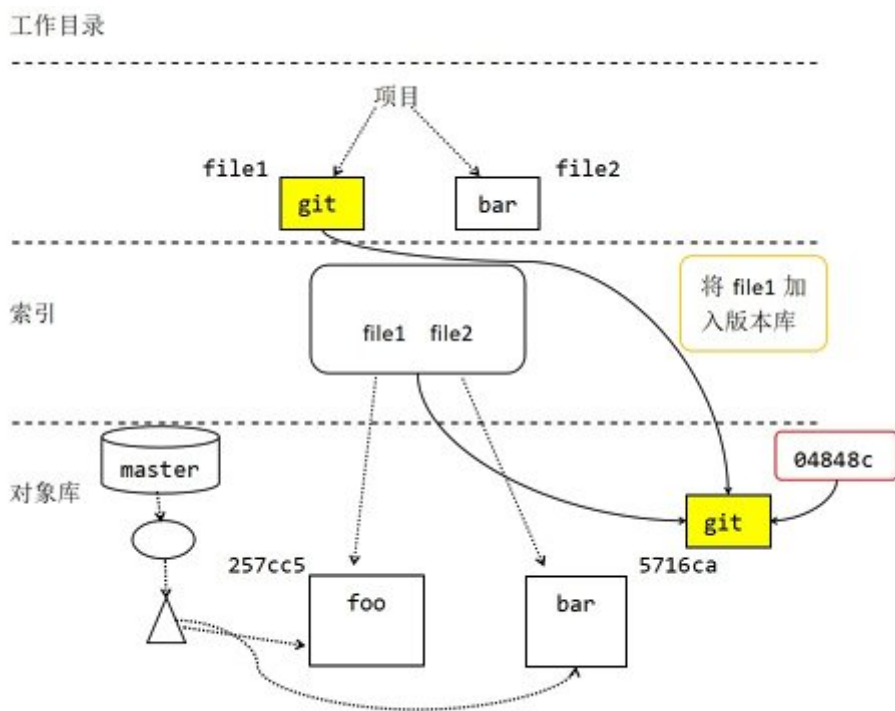 工作目录
项目
file1
file2
git
bar
将 file1 加
入版本库
索引
file1 file2
master
04848c
对象库
git
257cc5
5716ca
foo
bar